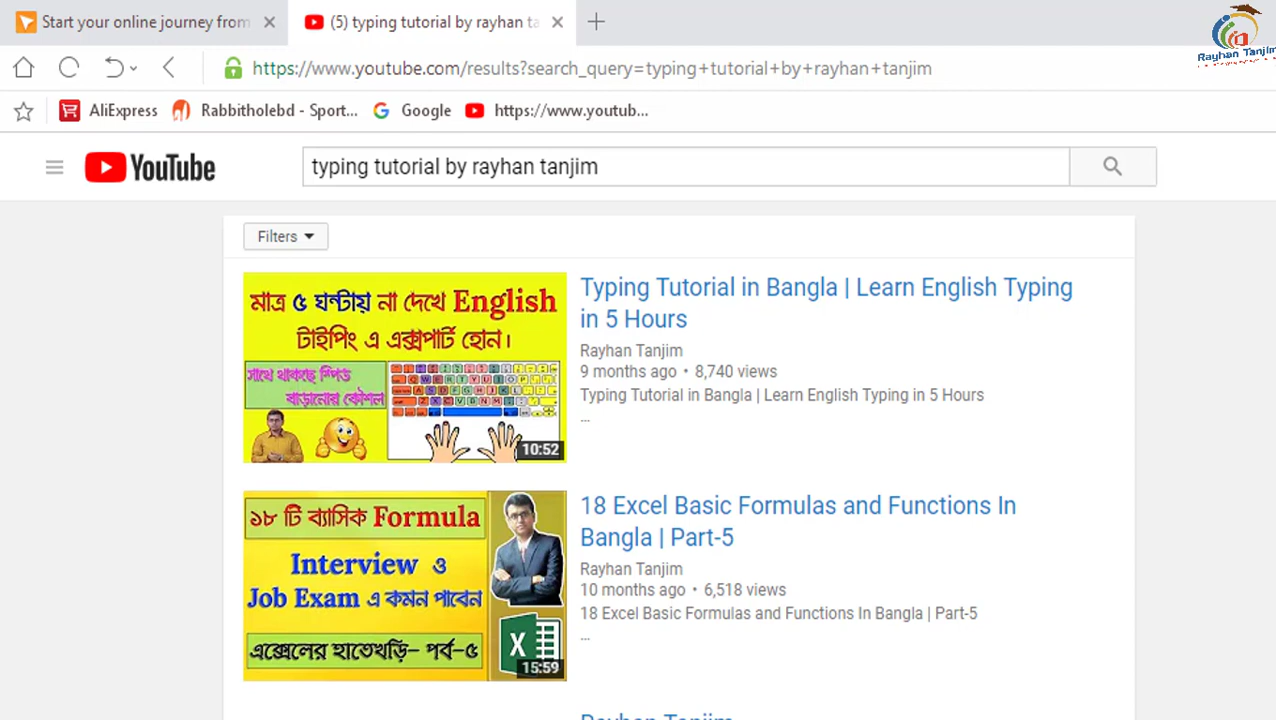 Start your online journey from
(5) typing tutorial by rayhan ta
Rayhan Tanjim
https://www.youtube.com/results?search_query=typing+tutorial+by+rayhan+tanjim
AliExpress
Rabbitholebd - Sport...
Google
https://www.youtub...
YouTube
typing tutorial by rayhan tanjim
Filters
মাত্র ৫ ঘন্টায় না দেখে English
টাইপিং এ এক্সপার্ট হোন।
সাথে থাকছে স্পিড
বাড়ানোর কৌশল
10:52
Typing Tutorial in Bangla | Learn English Typing
in 5 Hours
Rayhan Tanjim
9 months ago • 8,740 views
Typing Tutorial in Bangla | Learn English Typing in 5 Hours
...
১৮ টি ব্যাসিক Formula
Interview ও
Job Exam এ কমন পাবেন
এক্সেলের হাতেখড়ি– পর্ব–৫
15:59
18 Excel Basic Formulas and Functions In
Bangla | Part-5
Rayhan Tanjim
10 months ago • 6,518 views
18 Excel Basic Formulas and Functions In Bangla | Part-5
...
Rayhan Tanjim